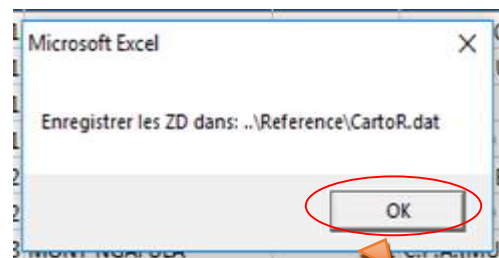 Microsoft Excel
Enregistrer les ZD dans: ..\Reference\CartoR.dat
OK